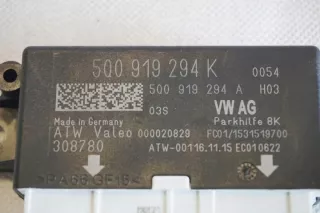 5Q0 919 294 K 0054
5Q0 919 294 A H03
03S VW AG
Made in Germany Parkhilfe 8K
ATW Valeo 000020829 FC01/1531519700
308780 ATW-00116.11.15 EC010622